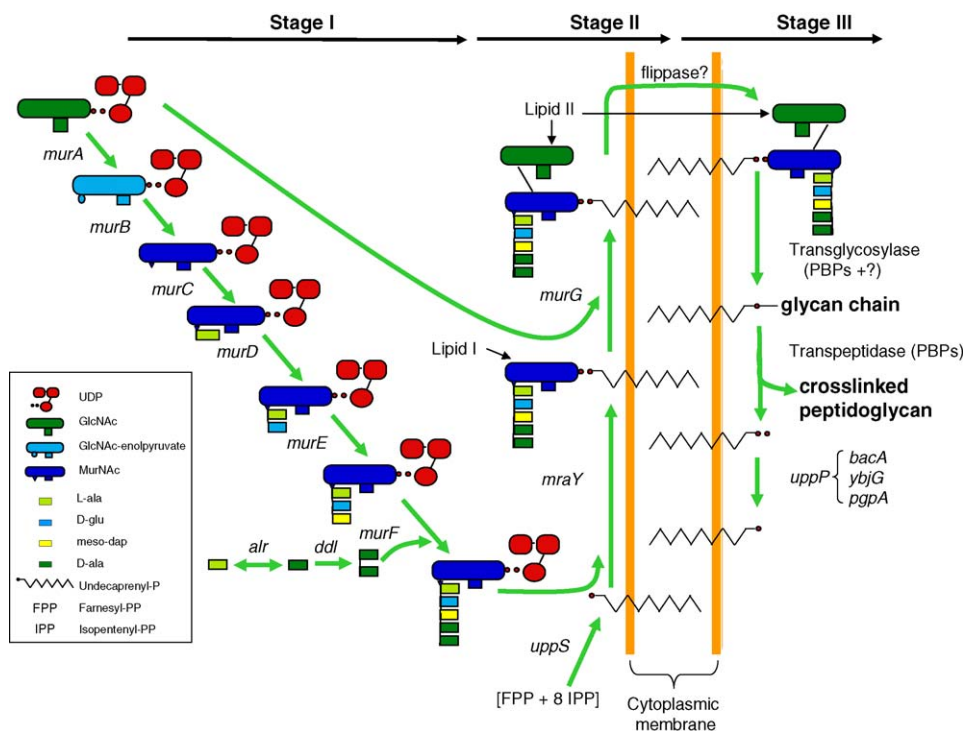 Stage I
Stage II
Stage III
flippase?
Lipid II
murA
murB
murC
murD
murE
murF
alr
ddl
murG
Lipid I
mraY
uppS
[FPP + 8 IPP]
Cytoplasmic
membrane
Transglycosylase
(PBPs +?)
glycan chain
Transpeptidase (PBPs)
crosslinked
peptidoglycan
uppP
bacA
ybjG
pgpA
UDP
GlcNAc
GlcNAc-enolpyruvate
MurNAc
L-ala
D-glu
meso-dap
D-ala
Undecaprenyl-P
FPP Farnesyl-PP
IPP Isopentenyl-PP